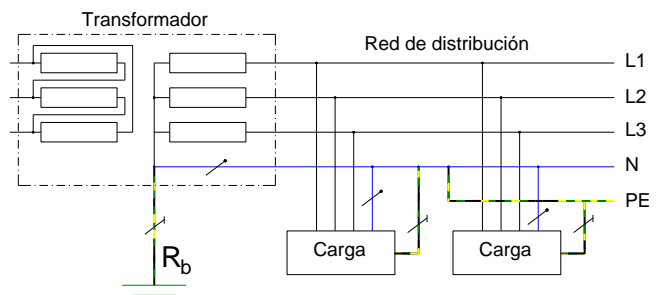 Transformador
Red de distribución
L1
L2
L3
N
PE
Carga
Carga
Rb